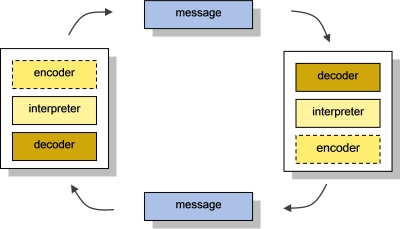 message
encoder
interpreter
decoder
decoder
interpreter
encoder
message